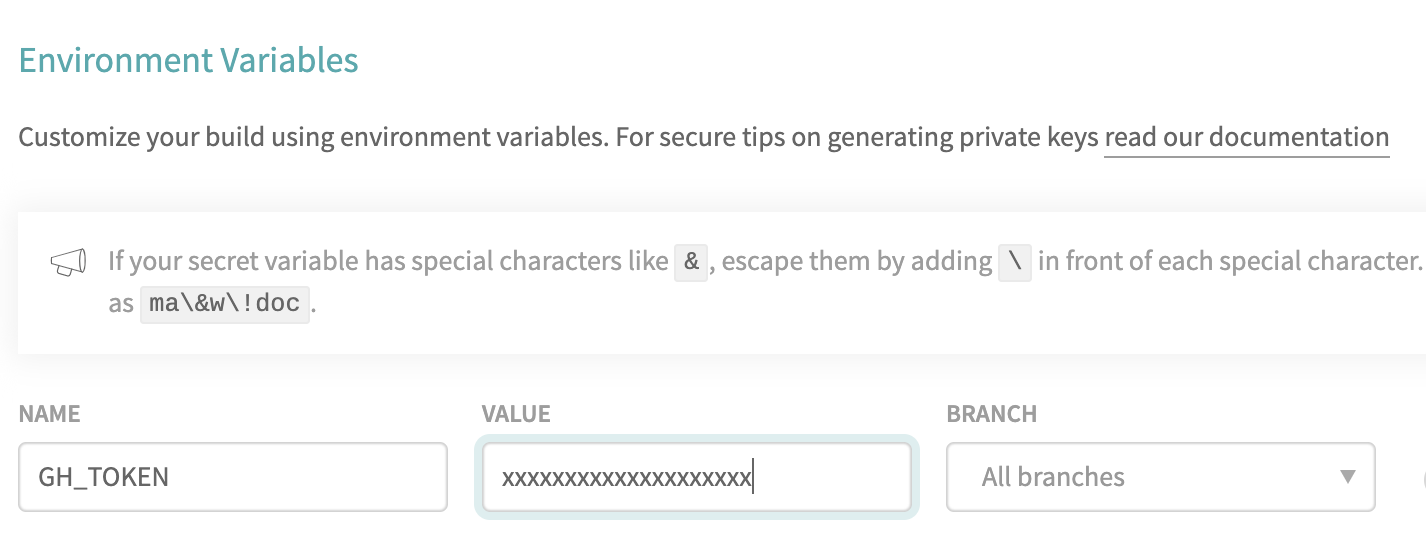 Environment Variables
Customize your build using environment variables. For secure tips on generating private keys read our documentation
If your secret variable has special characters like &, escape them by adding \ in front of each special character.
as ma\&w\!doc.
NAME VALUE BRANCH
GH_TOKEN xxxxxxxxxxxxxxxxxxxx All branches